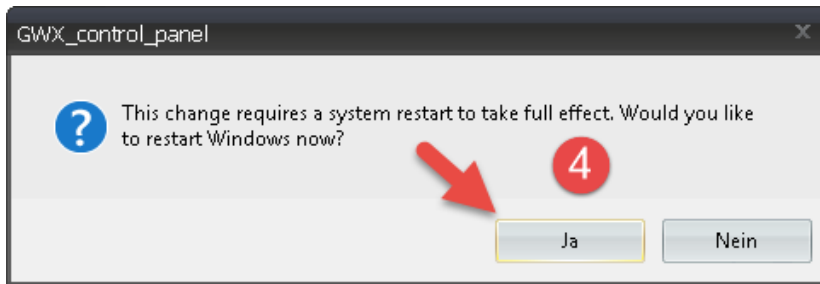 GWX_control_panel
This change requires a system restart to take full effect. Would you like
to restart Windows now?
4
Ja
Nein